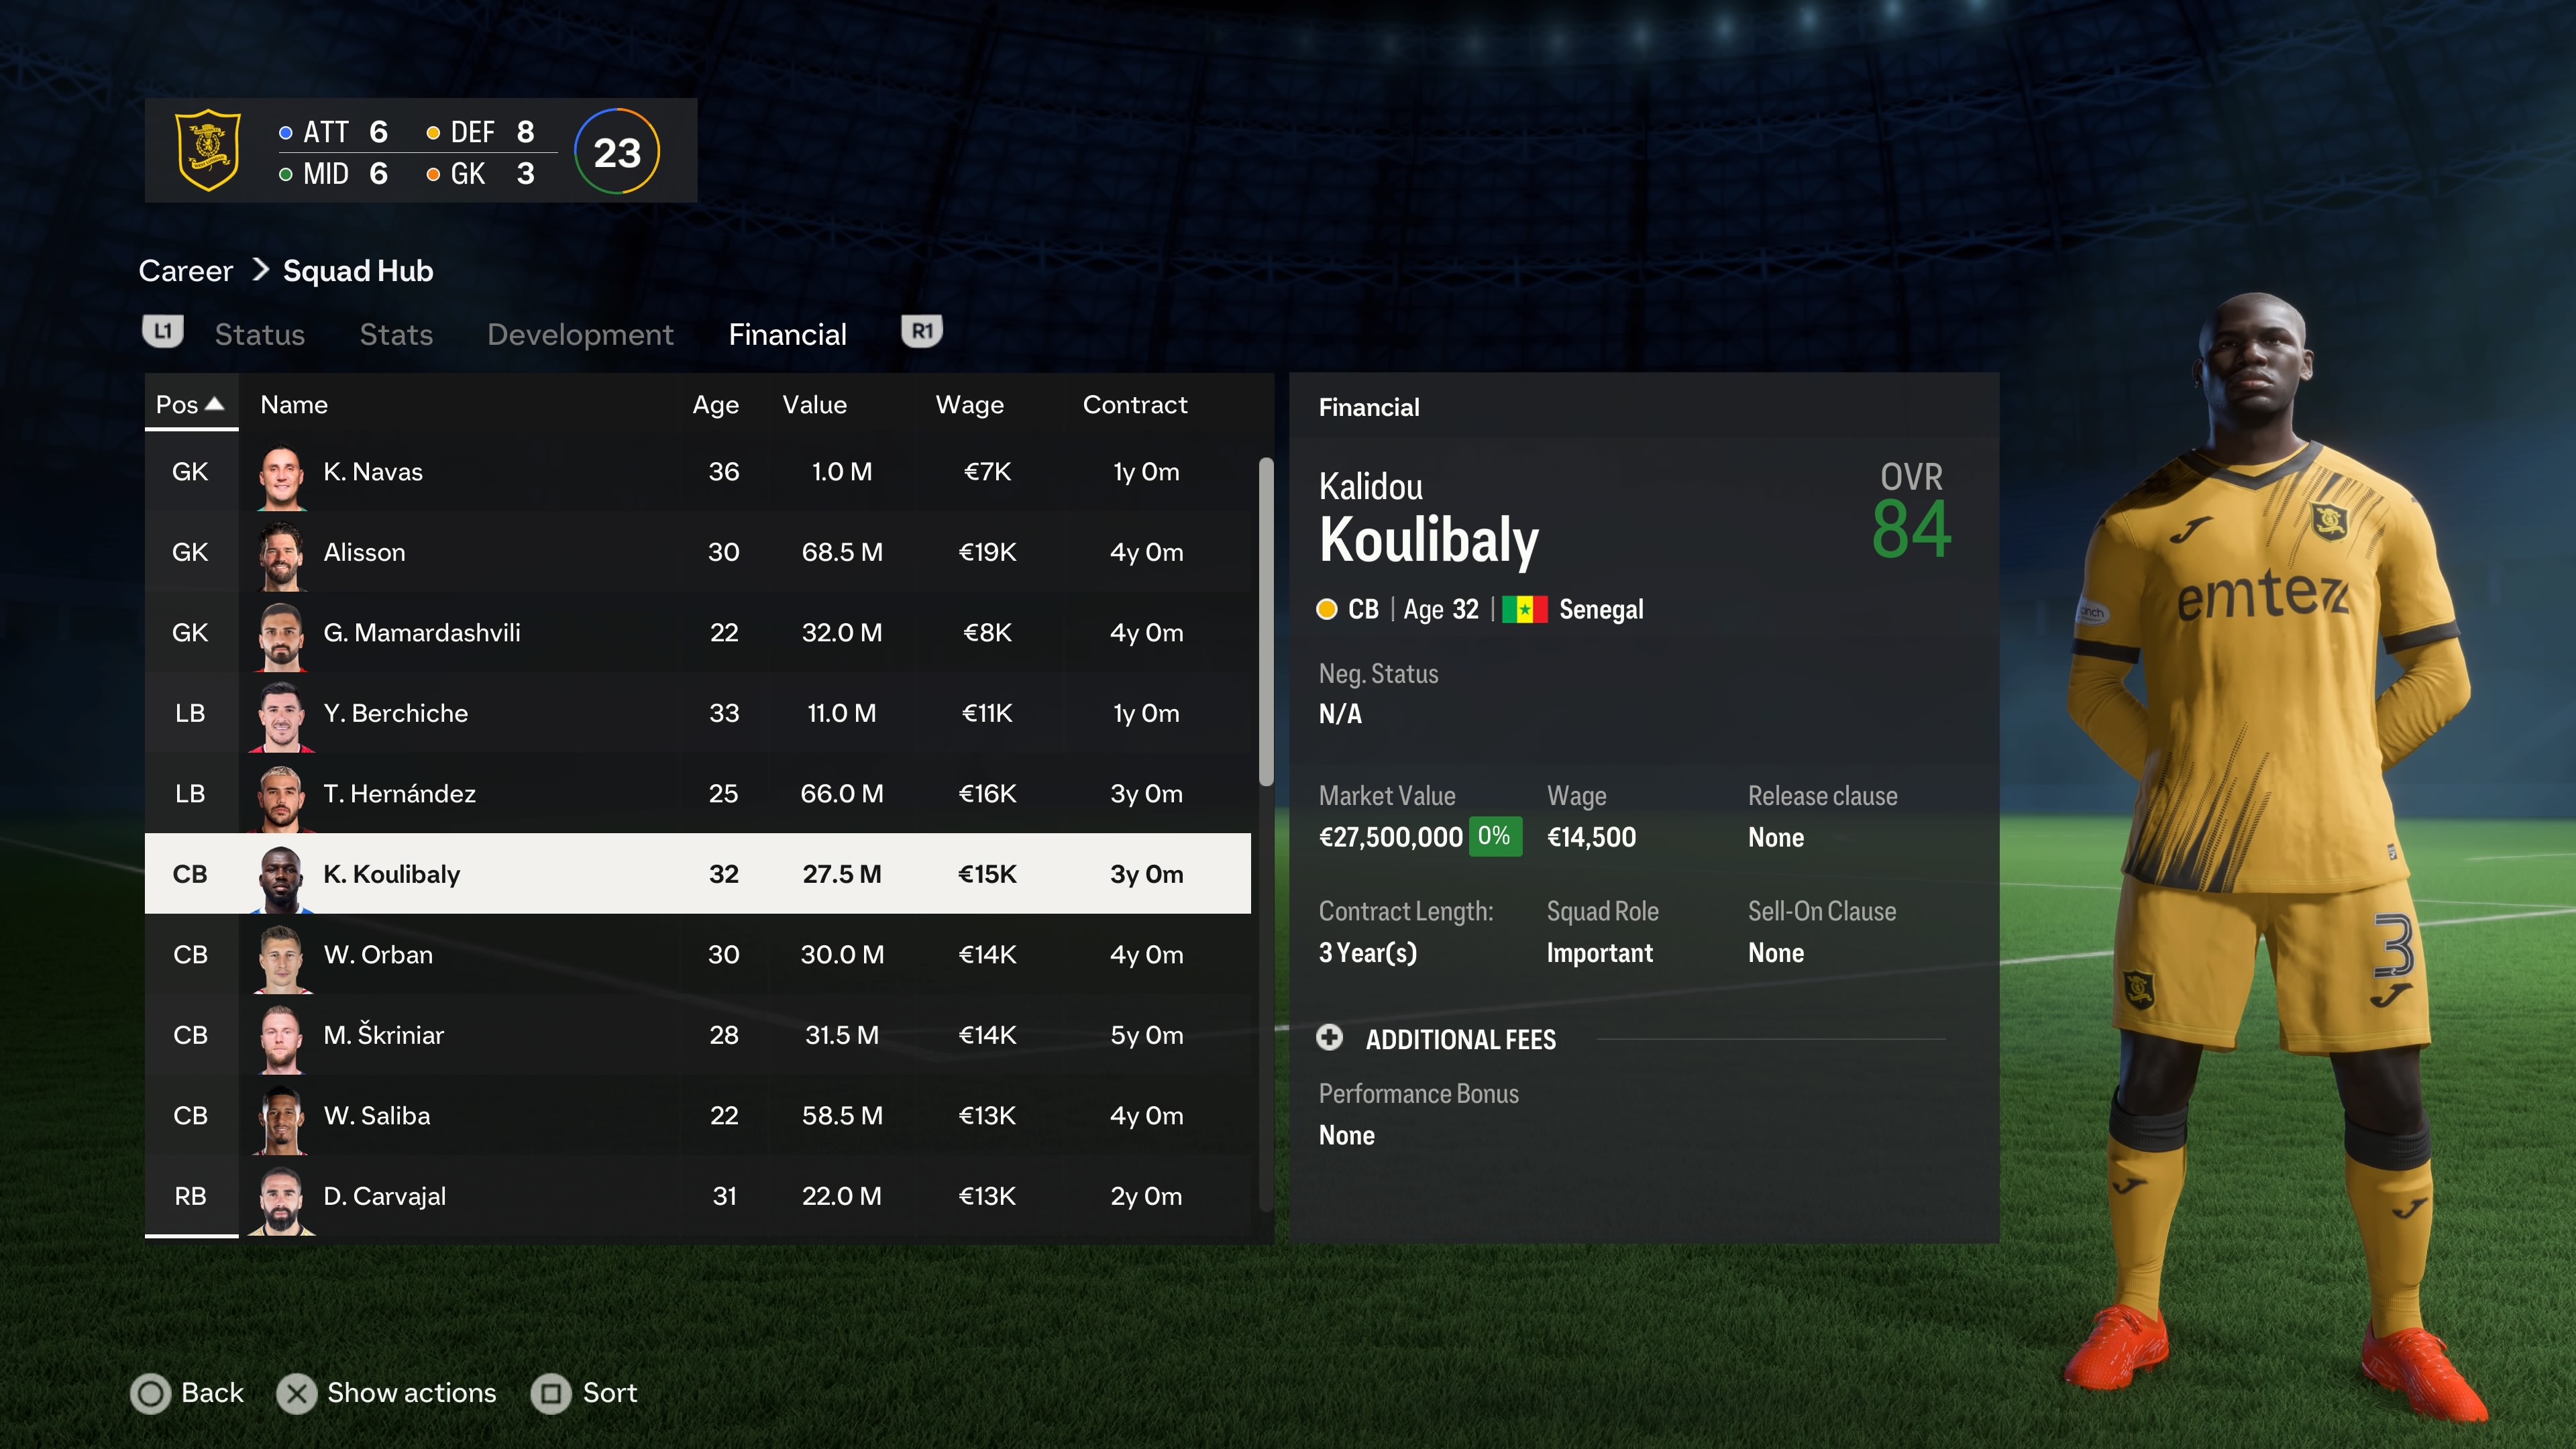 ATT 6 DEF 8
MID 6 GK 3
23
Career > Squad Hub
L1 Status Stats Development Financial R1
Pos Name Age Value Wage Contract
GK K. Navas 36 1.0 M €7K 1y 0m
GK Alisson 30 68.5 M €19K 4y 0m
GK G. Mamardashvili 22 32.0 M €8K 4y 0m
LB Y. Berchiche 33 11.0 M €11K 1y 0m
LB T. Hernández 25 66.0 M €16K 3y 0m
CB K. Koulibaly 32 27.5 M €15K 3y 0m
CB W. Orban 30 30.0 M €14K 4y 0m
CB M. Škriniar 28 31.5 M €14K 5y 0m
CB W. Saliba 22 58.5 M €13K 4y 0m
RB D. Carvajal 31 22.0 M €13K 2y 0m
Financial
Kalidou
Koulibaly
OVR
84
CB | Age 32 | Senegal
Neg. Status
N/A
Market Value Wage Release clause
€27,500,000 0% €14,500 None
Contract Length: Squad Role Sell-On Clause
3 Year(s) Important None
ADDITIONAL FEES
Performance Bonus
None
emtez
3
Back Show actions Sort